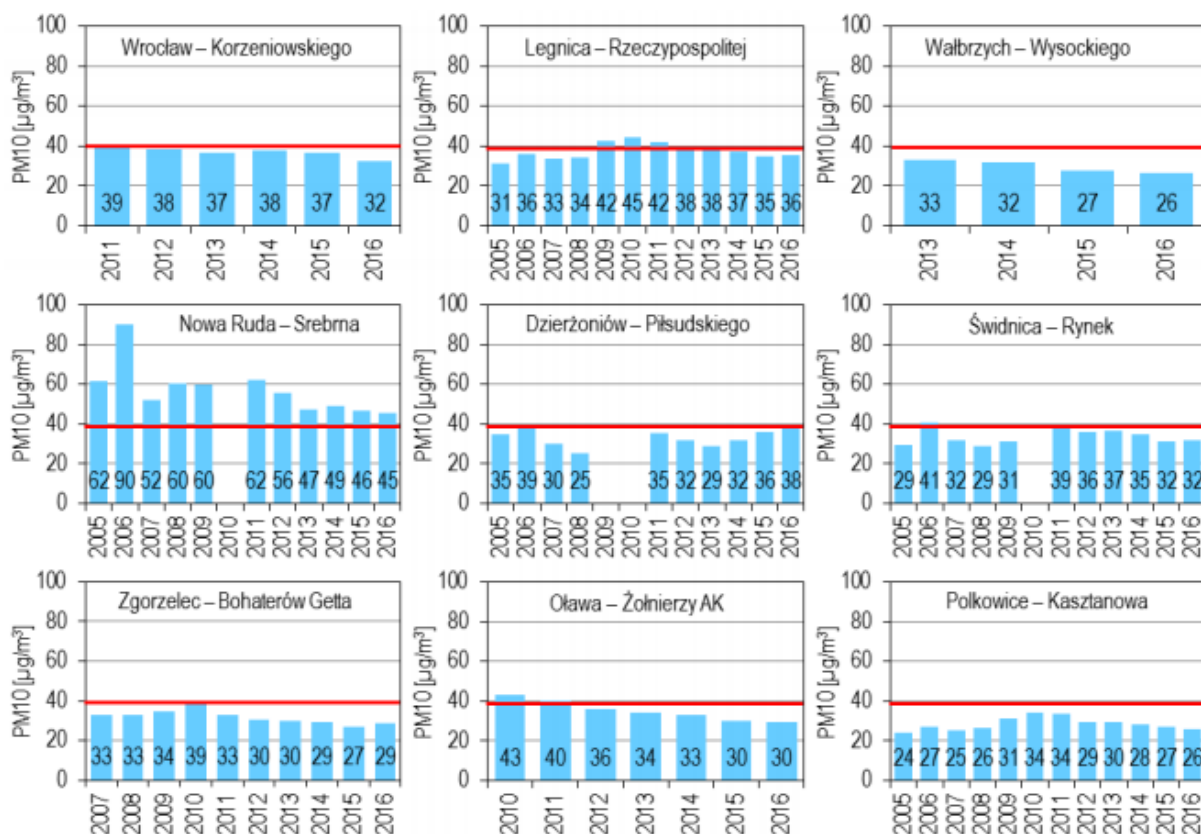 Wrocław – Korzeniowskiego
PM10 [µg/m³]
100
80
60
40
20
0
39 38 37 38 37 32
2011 2012 2013 2014 2015 2016
Legnica – Rzeczypospolitej
PM10 [µg/m³]
100
80
60
40
20
0
31 36 33 34 42 45 42 38 38 37 35 36
2005 2006 2007 2008 2009 2010 2011 2012 2013 2014 2015 2016
Wałbrzych – Wysockiego
PM10 [µg/m³]
100
80
60
40
20
0
33 32 27 26
2013 2014 2015 2016
Nowa Ruda – Srebrna
PM10 [µg/m³]
100
80
60
40
20
0
62 90 52 60 60 62 56 47 49 46 45
2005 2006 2007 2008 2009 2010 2011 2012 2013 2014 2015 2016
Dzierżoniów – Piłsudskiego
PM10 [µg/m³]
100
80
60
40
20
0
35 39 30 25 35 32 29 32 36 38
2005 2006 2007 2008 2009 2010 2011 2012 2013 2014 2015 2016
Świdnica – Rynek
PM10 [µg/m³]
100
80
60
40
20
0
29 41 32 29 31 39 36 37 35 32 32
2005 2006 2007 2008 2009 2010 2011 2012 2013 2014 2015 2016
Zgorzelec – Bohaterów Getta
PM10 [µg/m³]
100
80
60
40
20
0
33 33 34 39 33 30 30 29 27 29
2007 2008 2009 2010 2011 2012 2013 2014 2015 2016
Oława – Żołnierzy AK
PM10 [µg/m³]
100
80
60
40
20
0
43 40 36 34 33 30 30
2010 2011 2012 2013 2014 2015 2016
Polkowice – Kasztanowa
PM10 [µg/m³]
100
80
60
40
20
0
24 27 25 26 31 34 34 29 30 28 27 26
2005 2006 2007 2008 2009 2010 2011 2012 2013 2014 2015 2016